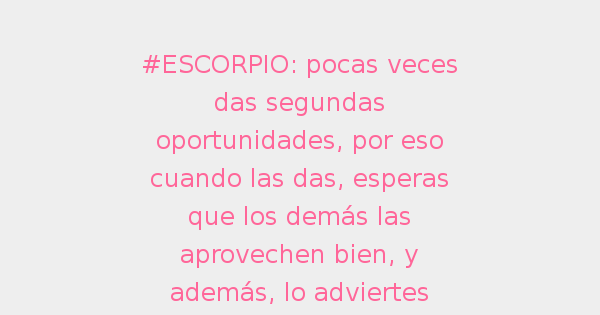 #ESCORPIO: pocas veces
das segundas
oportunidades, por eso
cuando las das, esperas
que los demás las
aprovechen bien, y
además, lo adviertes